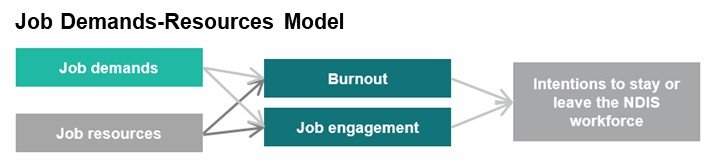 Job Demands-Resources Model
Job demands
Job resources
Burnout
Job engagement
Intentions to stay or
leave the NDIS
workforce